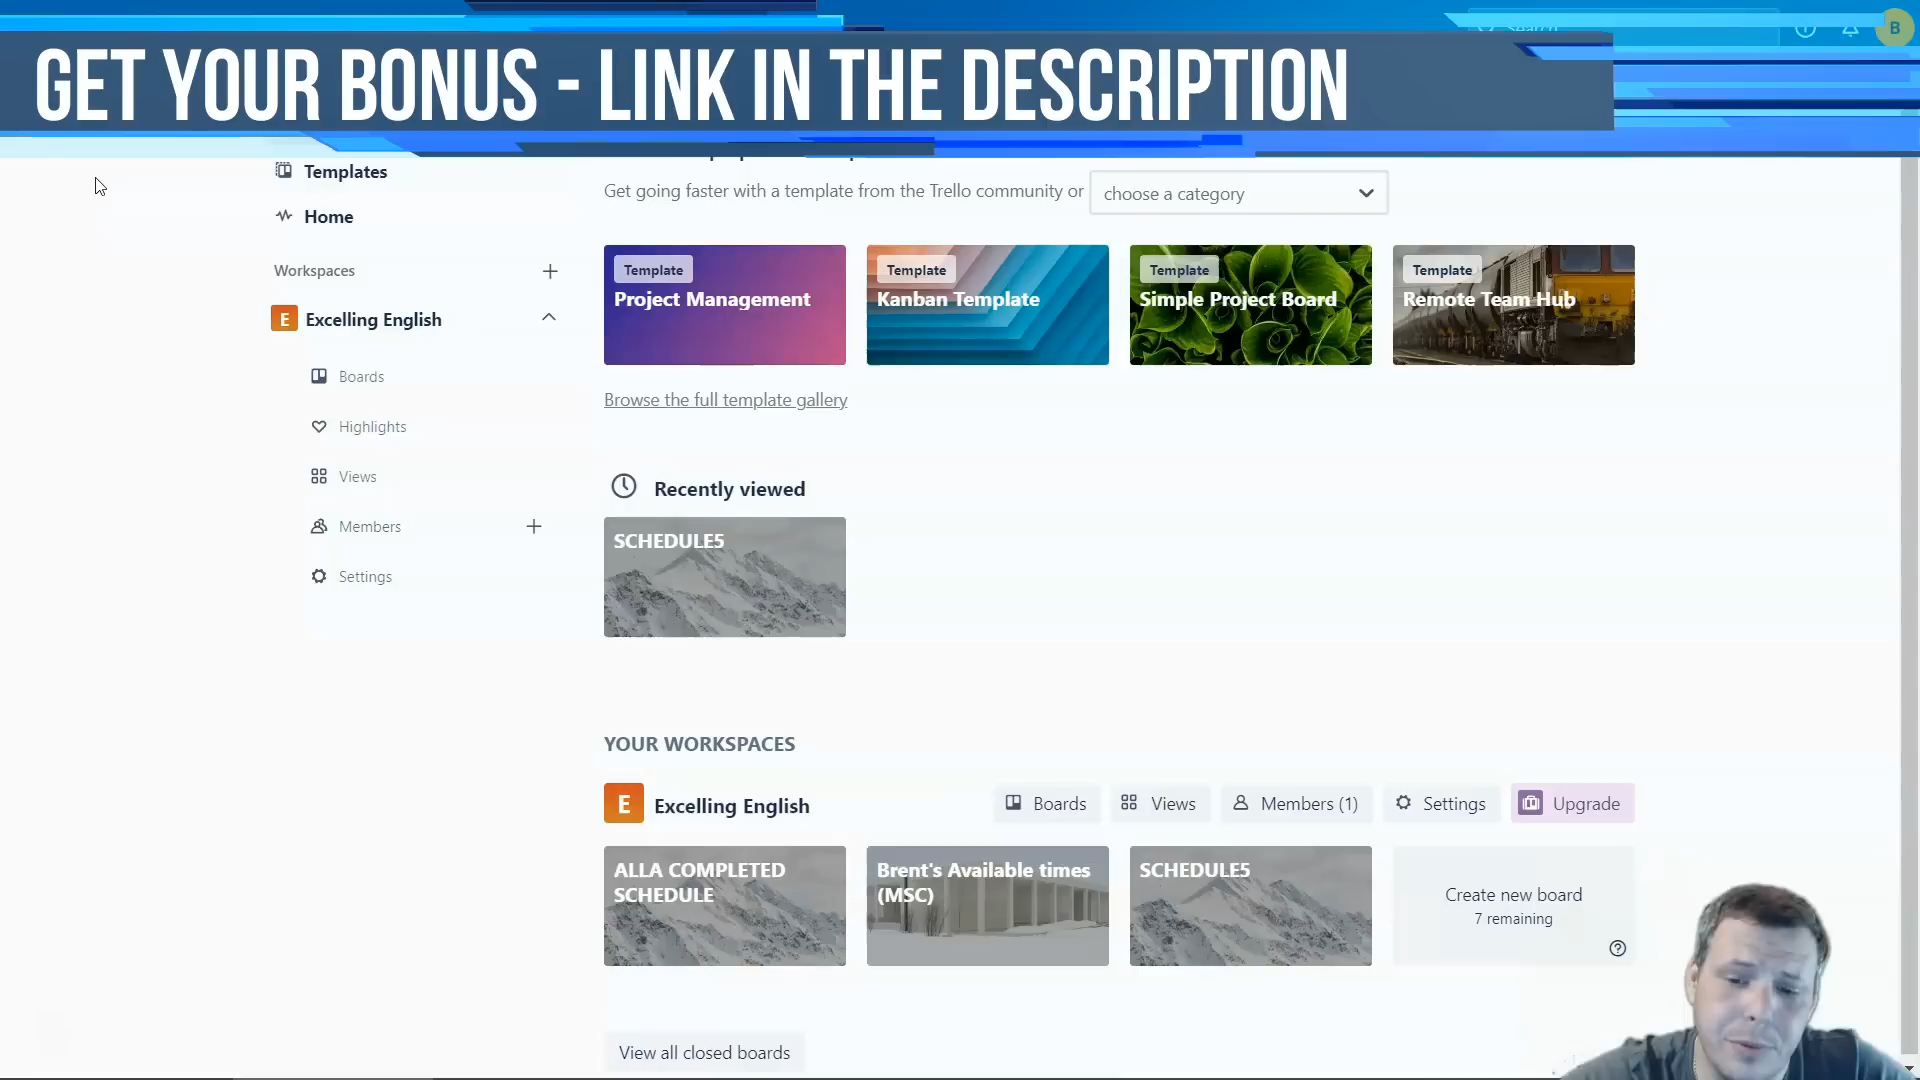 Search
B
GET YOUR BONUS - LINK IN THE DESCRIPTION
Templates
Home
Workspaces
E Excelling English
Boards
Highlights
Views
Members
Settings
Get going faster with a template from the Trello community or choose a category
Template
Project Management
Template
Kanban Template
Template
Simple Project Board
Template
Remote Team Hub
Browse the full template gallery
Recently viewed
SCHEDULE5
YOUR WORKSPACES
E Excelling English
Boards
Views
Members (1)
Settings
Upgrade
ALLA COMPLETED
SCHEDULE
Brent's Available times
(MSC)
SCHEDULE5
Create new board
7 remaining
View all closed boards